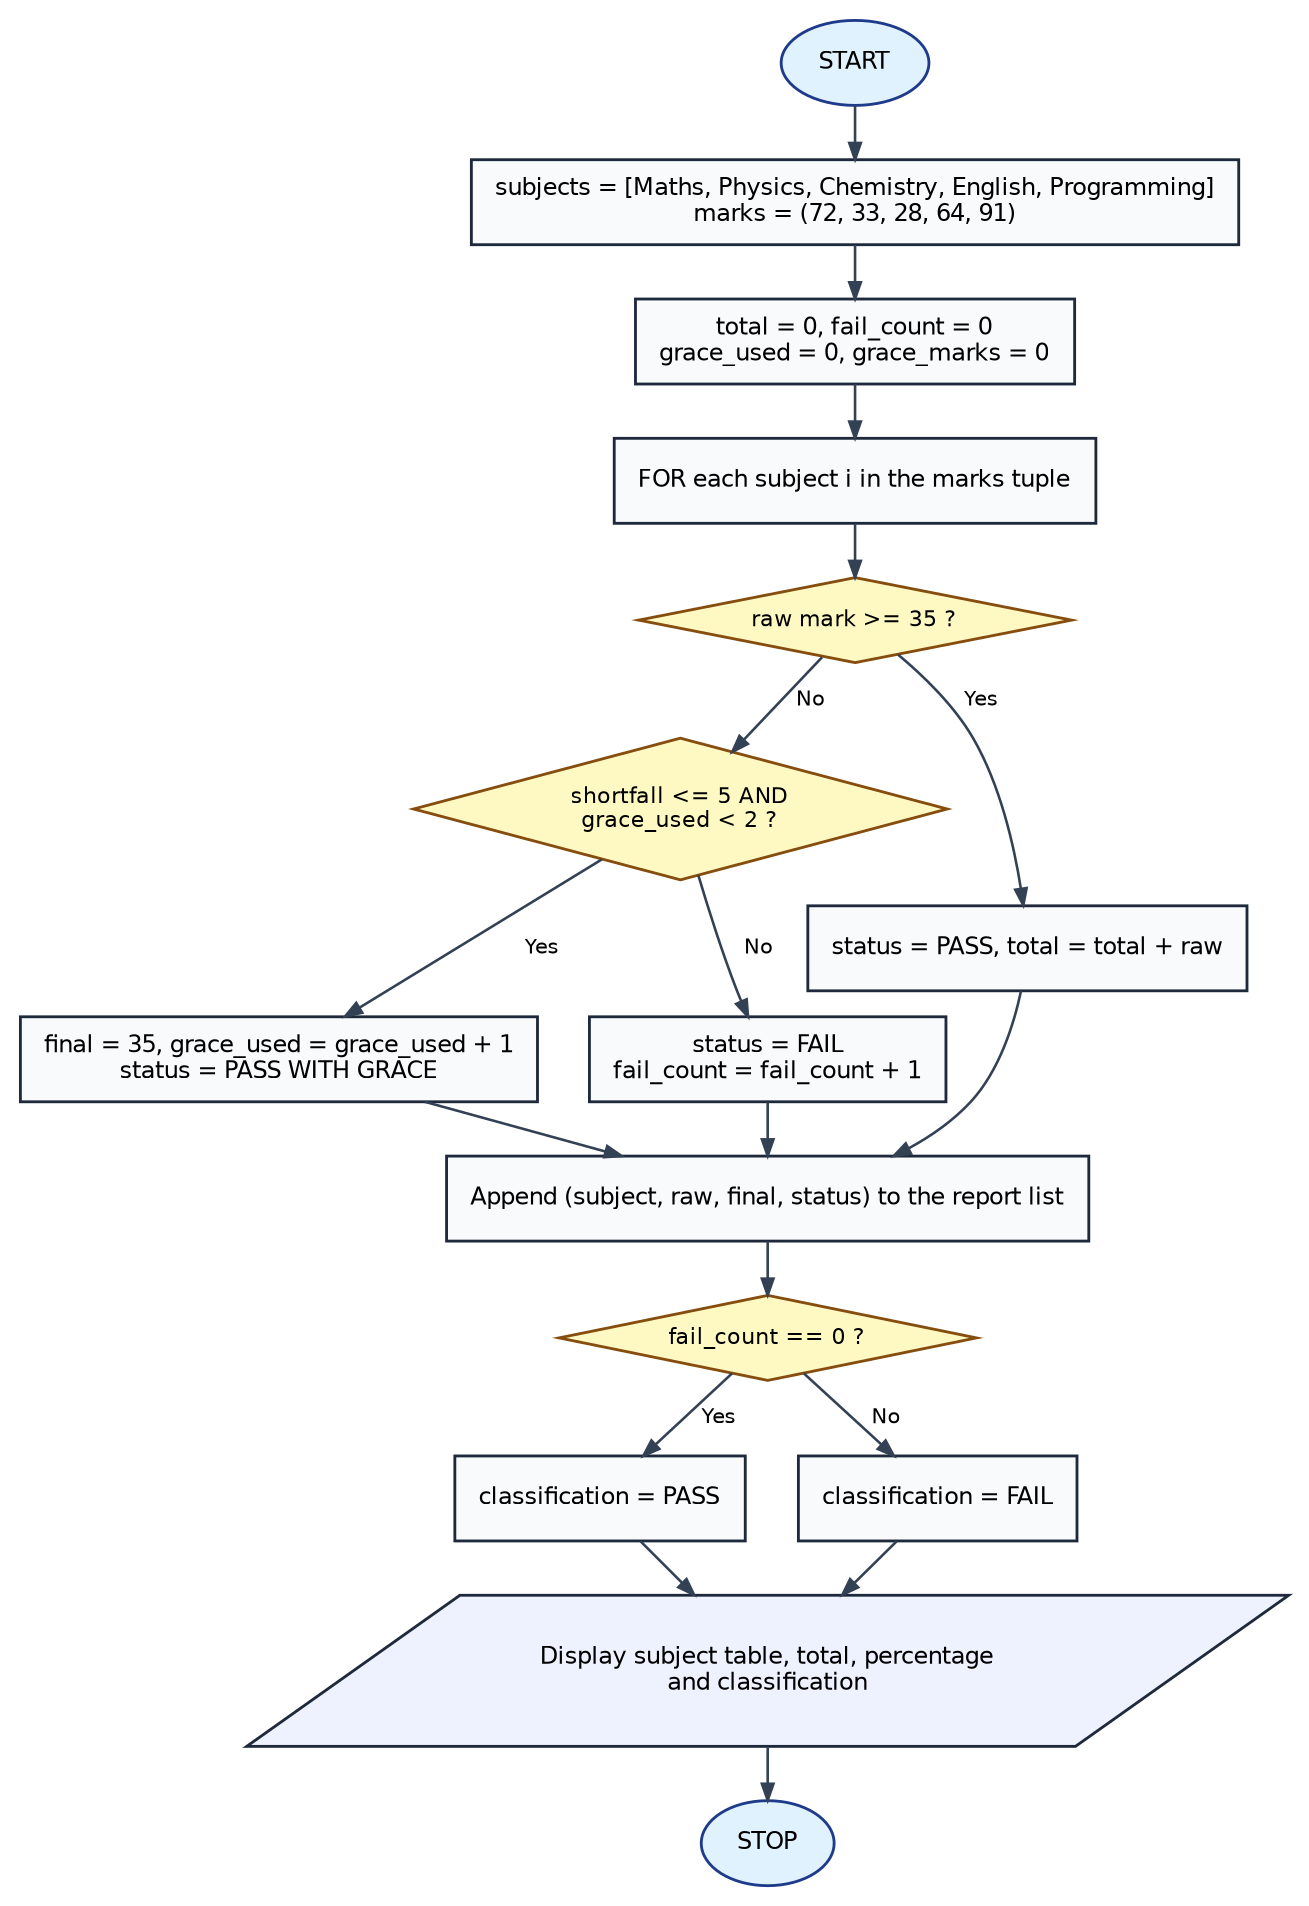 START
subjects = [Maths, Physics, Chemistry, English, Programming]
marks = (72, 33, 28, 64, 91)
total = 0, fail_count = 0
grace_used = 0, grace_marks = 0
FOR each subject i in the marks tuple
raw mark >= 35 ?
No
Yes
shortfall <= 5 AND
grace_used < 2 ?
Yes
No
status = PASS, total = total + raw
final = 35, grace_used = grace_used + 1
status = PASS WITH GRACE
status = FAIL
fail_count = fail_count + 1
Append (subject, raw, final, status) to the report list
fail_count == 0 ?
Yes
No
classification = PASS
classification = FAIL
Display subject table, total, percentage
and classification
STOP